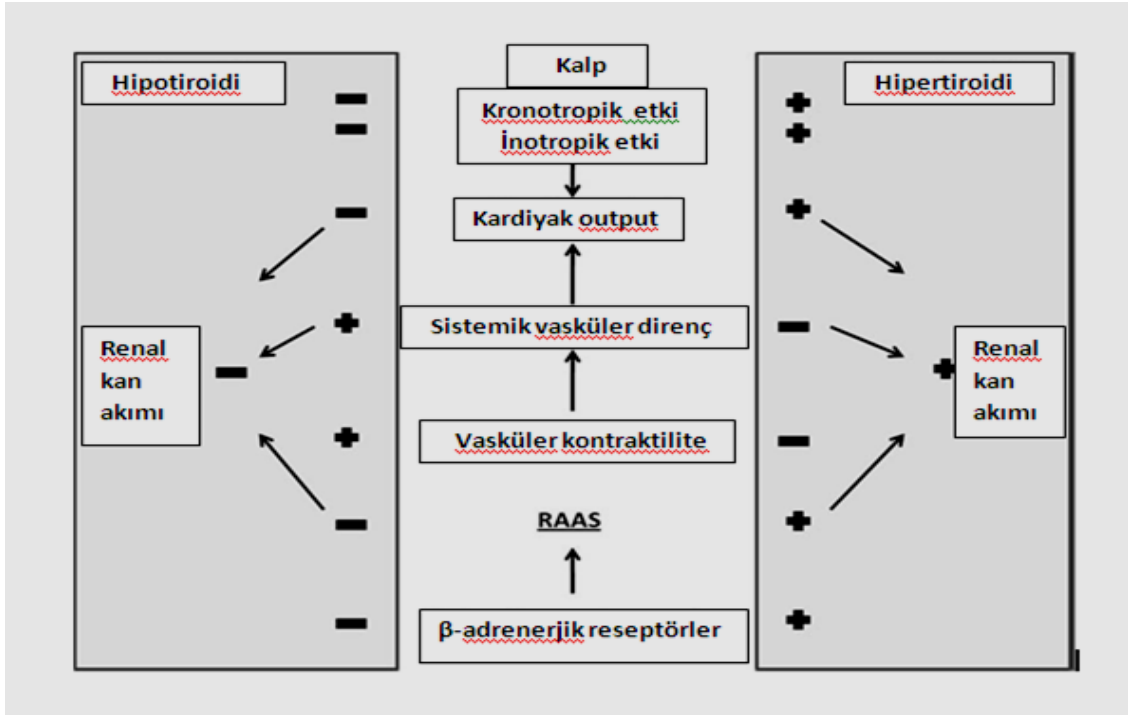 Hipotiroidi
Kalp
Hipertiroidi
Kronotropik etki
İnotropik etki
Kardiyak output
Sistemik vasküler direnç
Renal
kan
akımı
Renal
kan
akımı
Vasküler kontraktilite
RAAS
β-adrenerjik reseptörler